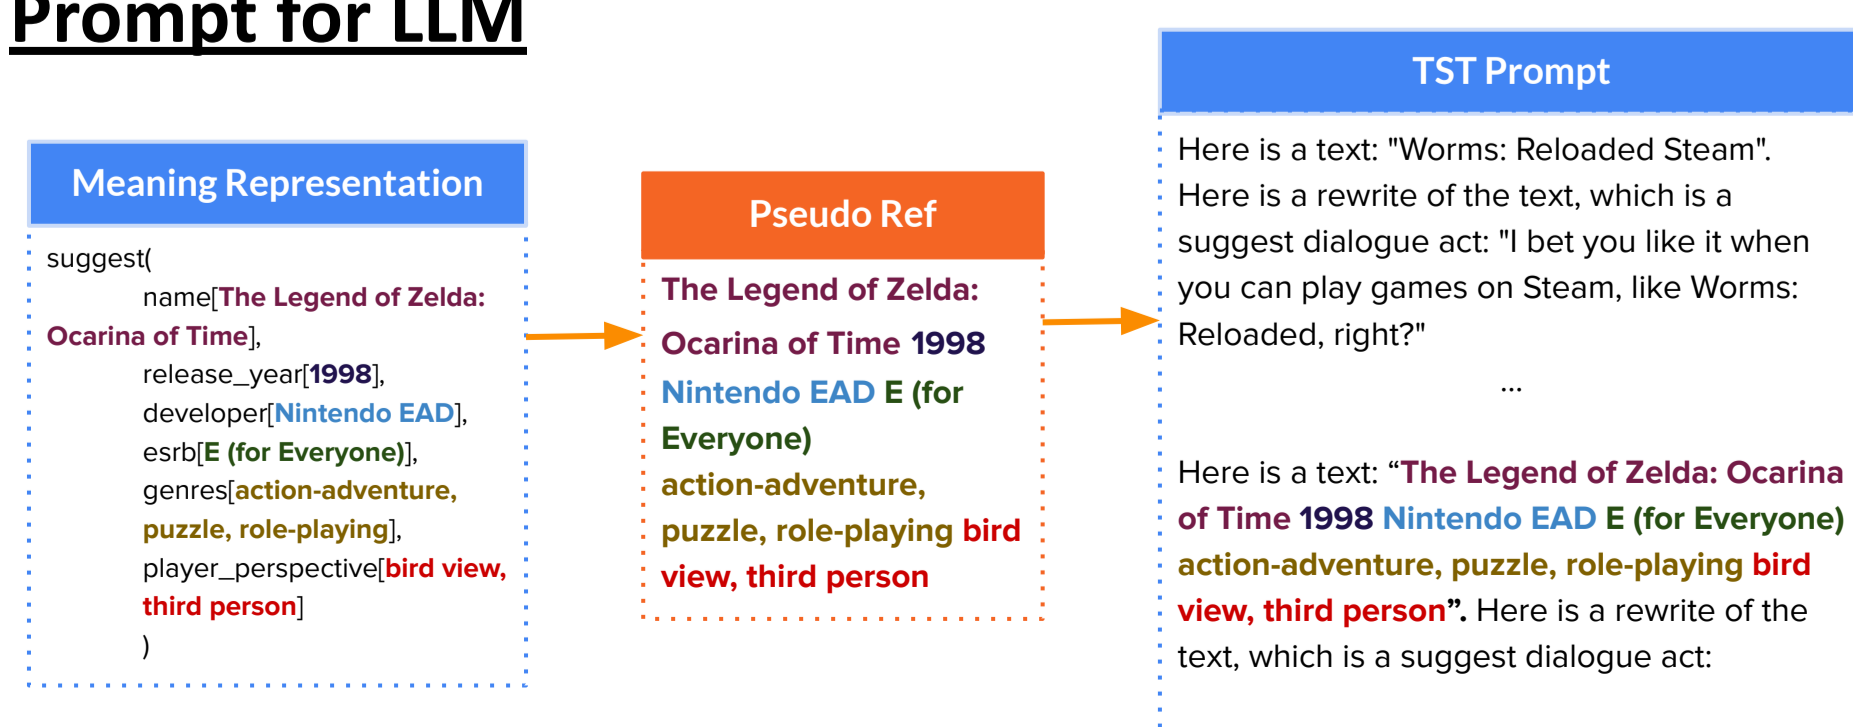 Prompt for LLM
Meaning Representation
suggest(
name[The Legend of Zelda:
Ocarina of Time],
release_year[1998],
developer[Nintendo EAD],
esrb[E (for Everyone)],
genres[action-adventure,
puzzle, role-playing],
player_perspective[bird view,
third person]
)
Pseudo Ref
The Legend of Zelda:
Ocarina of Time 1998
Nintendo EAD E (for
Everyone)
action-adventure,
puzzle, role-playing bird
view, third person
TST Prompt
Here is a text: "Worms: Reloaded Steam".
Here is a rewrite of the text, which is a
suggest dialogue act: "I bet you like it when
you can play games on Steam, like Worms:
Reloaded, right?"
...
Here is a text: “The Legend of Zelda: Ocarina
of Time 1998 Nintendo EAD E (for Everyone)
action-adventure, puzzle, role-playing bird
view, third person”. Here is a rewrite of the
text, which is a suggest dialogue act: